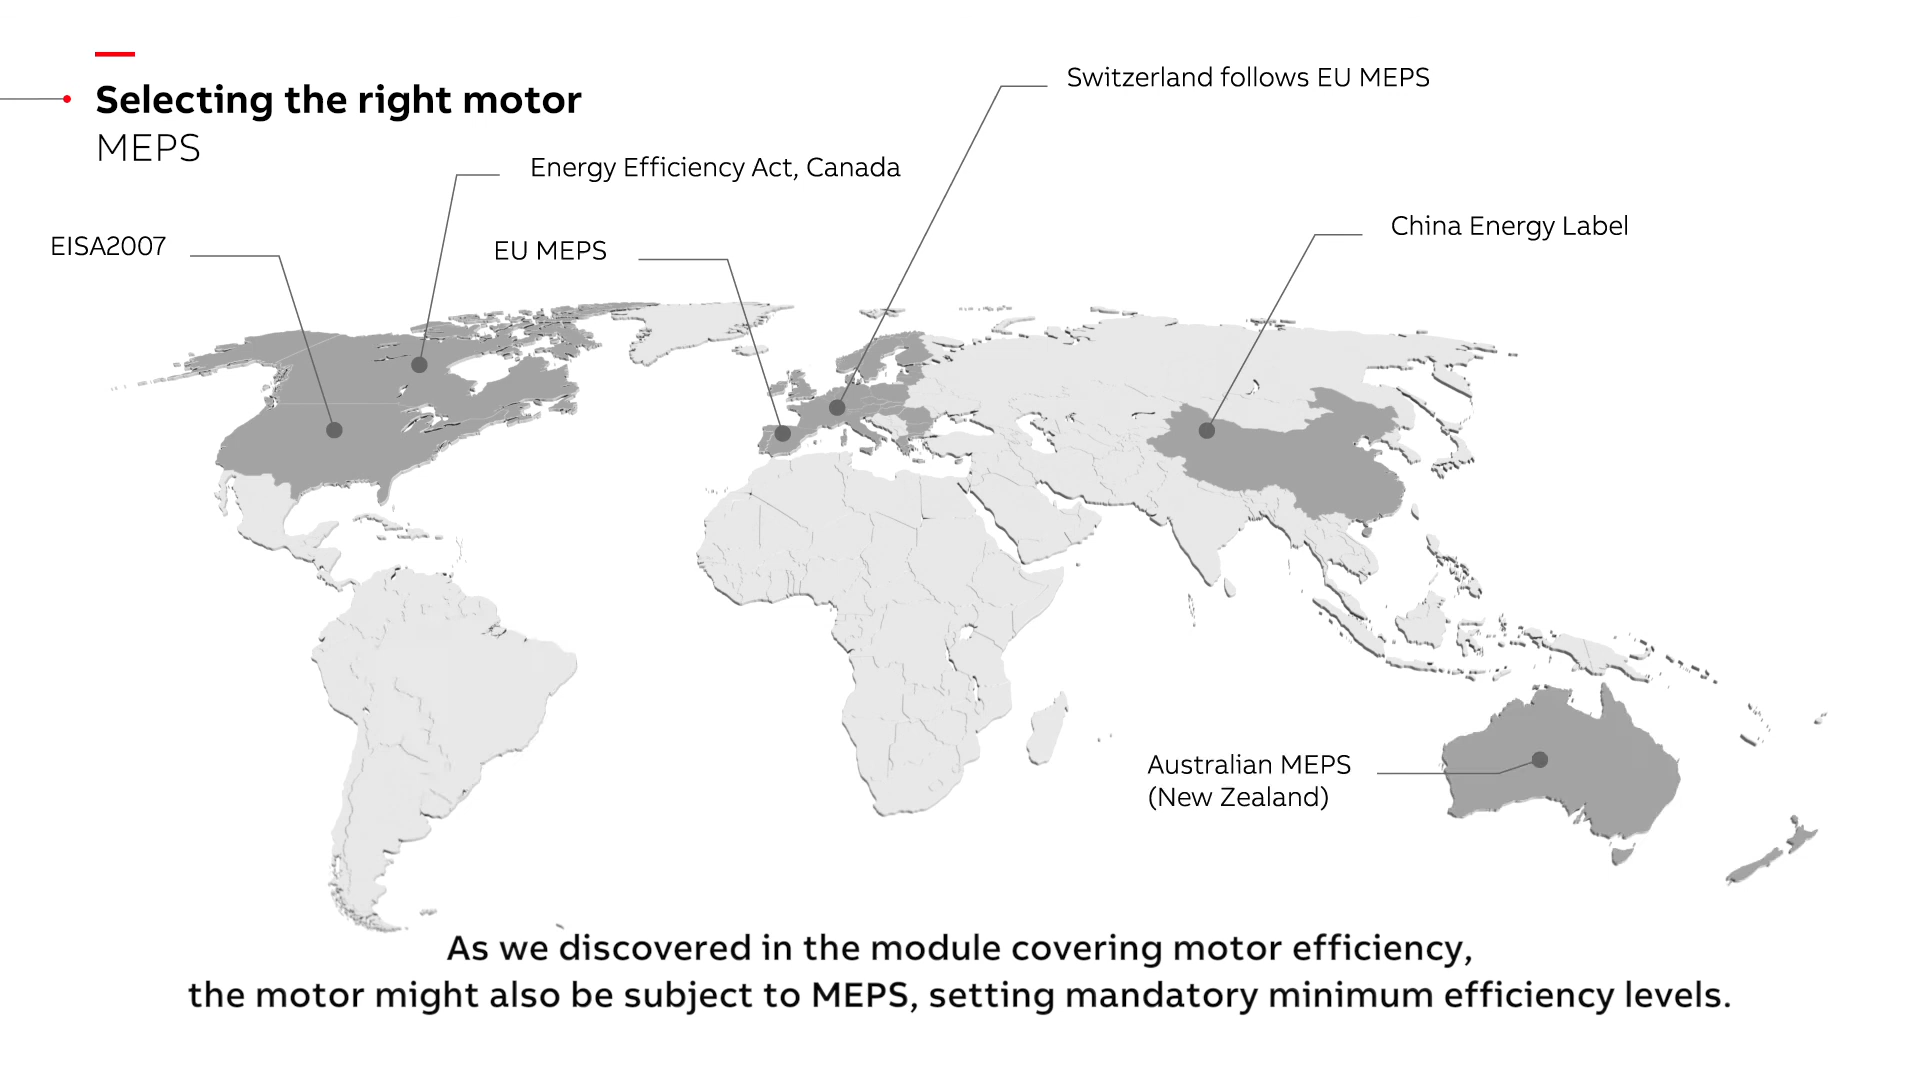 Selecting the right motor
MEPS
Switzerland follows EU MEPS
Energy Efficiency Act, Canada
China Energy Label
EISA2007
EU MEPS
Australian MEPS
(New Zealand)
As we discovered in the module covering motor efficiency,
the motor might also be subject to MEPS, setting mandatory minimum efficiency levels.